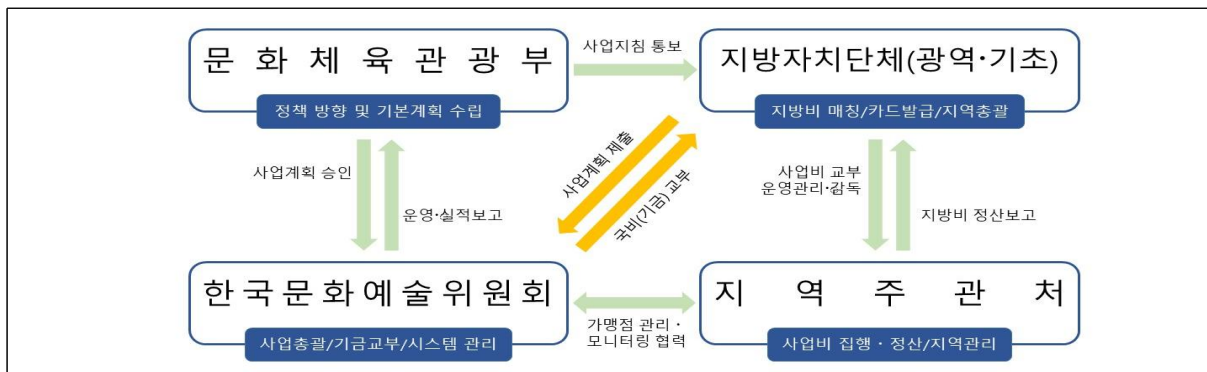 문 화 체 육 관 광 부
정책 방향 및 기본계획 수립
사업지침 통보
지방자치단체(광역·기초)
지방비 매칭/카드발급/지역총괄
사업계획 승인
운영·실적보고
사업계획 제출
국비(기금) 교부
사업비 교부
운영관리·감독
지방비 정산보고
한 국 문 화 예 술 위 원 회
사업총괄/기금교부/시스템 관리
가맹점 관리 ·
모니터링 협력
지 역 주 관 처
사업비 집행 · 정산/지역관리